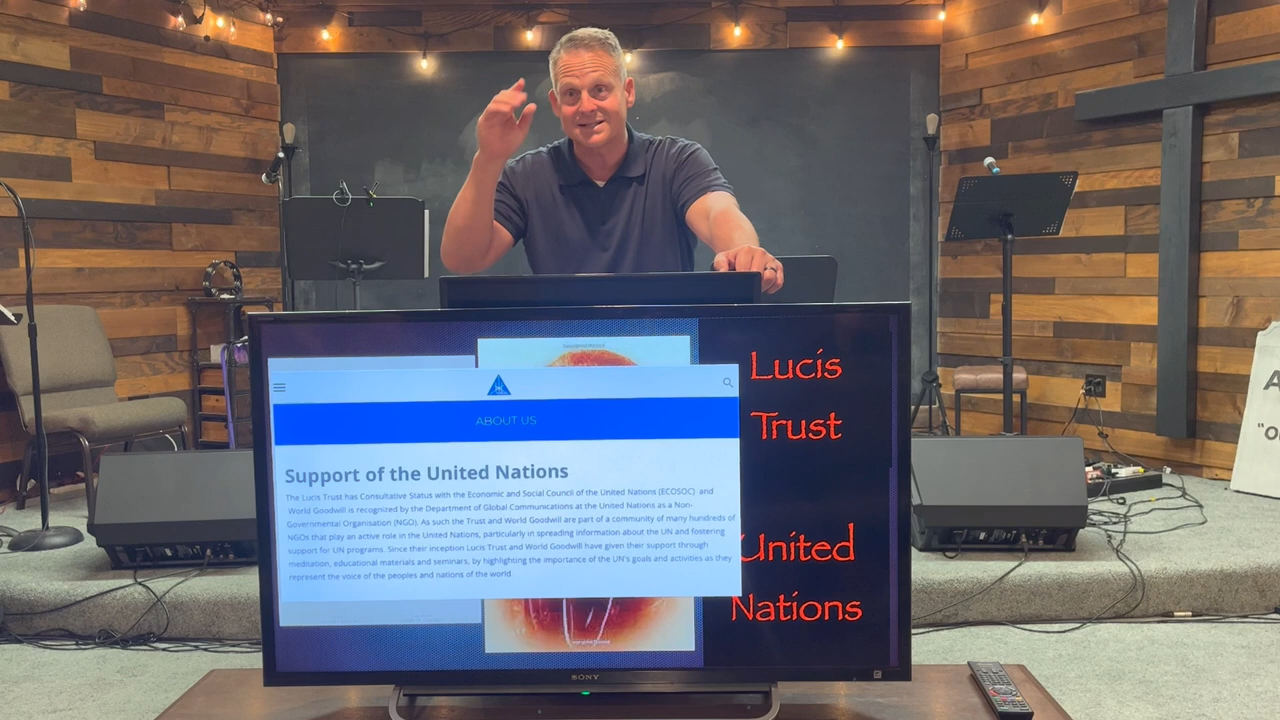 Lucis
Trust
United
Nations
ABOUT US
Support of the United Nations
The Lucis Trust has Consultative Status with the Economic and Social Council of the United Nations (ECOSOC) and
World Goodwill is recognized by the Department of Global Communications at the United Nations as a Non-
Governmental Organisation (NGO). As such the Trust and World Goodwill are part of a community of many hundreds of
NGOs that play an active role in the United Nations, particularly in spreading information about the UN and fostering
support for UN programs. Since their inception Lucis Trust and World Goodwill have given their support through
meditation, educational materials and seminars, by highlighting the importance of the UN's goals and activities as they
represent the voice of the peoples and nations of the world
SONY